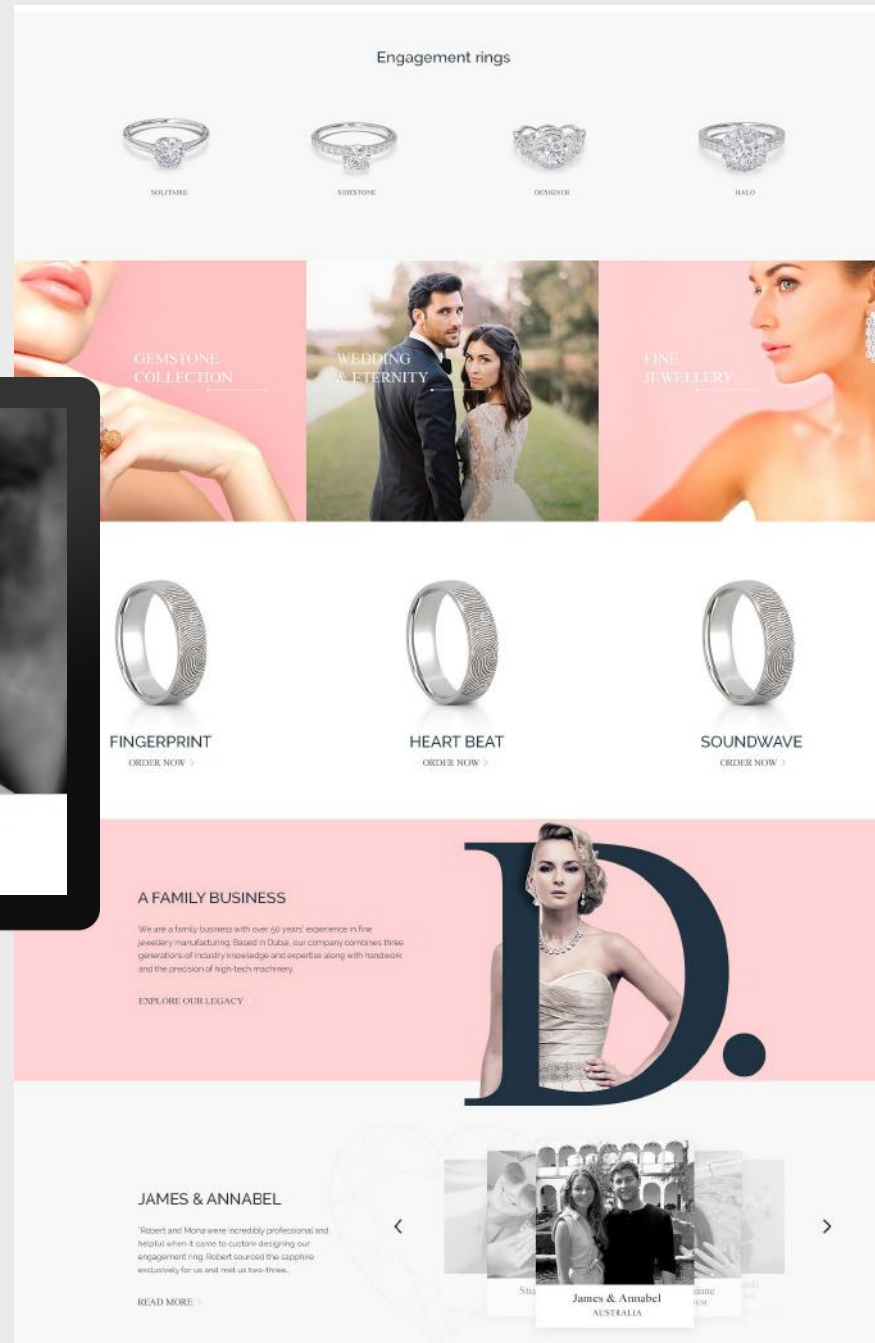 Engagement rings
SOLITAIRE
SIDESTONE
DESIGNER
HALO
GEMSTONE
COLLECTION
WEDDING
& ETERNITY
FINE
JEWELLERY
FINGERPRINT
ORDER NOW >
HEART BEAT
ORDER NOW >
SOUNDWAVE
ORDER NOW >
A FAMILY BUSINESS
We are a family business with over 50 years' experience in fine
jewellery manufacturing. Based in Dubai, our company combines three
generations of industry knowledge and expertise along with handwork
and the precision of high-tech machinery.
EXPLORE OUR LEGACY
D.
JAMES & ANNABEL
"Robert and Mona were incredibly professional and
helpful when it came to custom designing our
engagement ring. Robert sourced the sapphire
exclusively for us and met us two-three..
READ MORE >
James & Annabel
AUSTRALIA